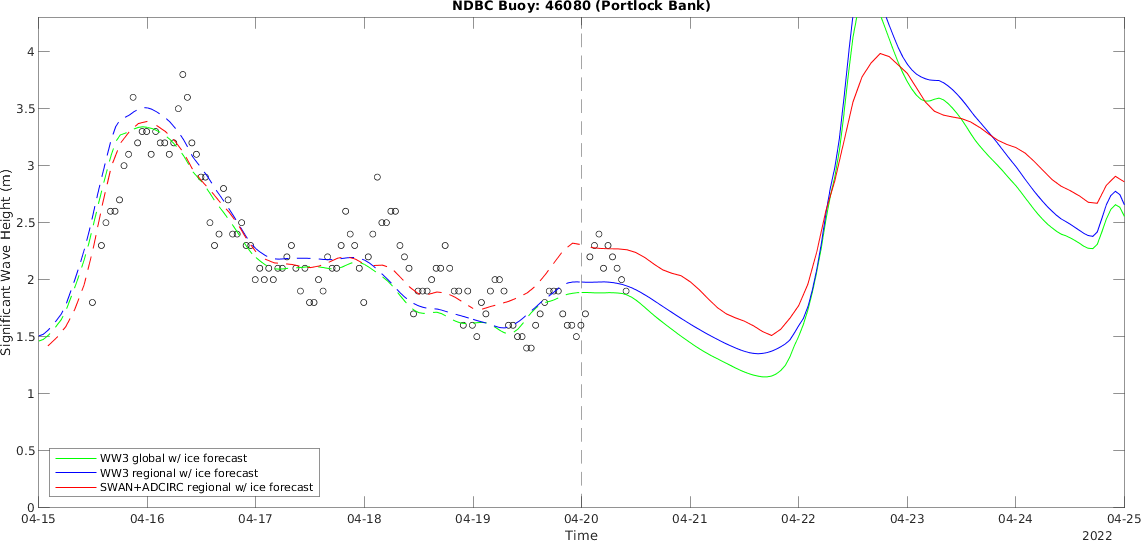 NDBC Buoy: 46080 (Portlock Bank)
Significant Wave Height (m)
4
3.5
3
2.5
2
1.5
1
0.5
0
WW3 global w/ ice forecast
WW3 regional w/ ice forecast
SWAN+ADCIRC regional w/ ice forecast
04-15 04-16 04-17 04-18 04-19 04-20 04-21 04-22 04-23 04-24 04-25
Time
2022